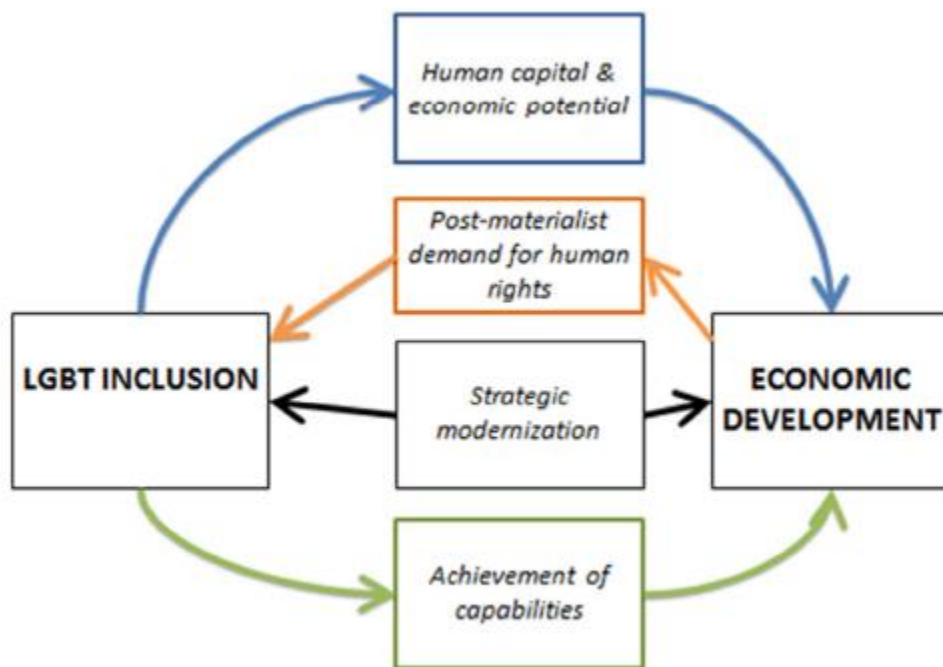 Human capital &
economic potential
Post-materialist
demand for human
rights
LGBT INCLUSION
Strategic
modernization
ECONOMIC
DEVELOPMENT
Achievement of
capabilities